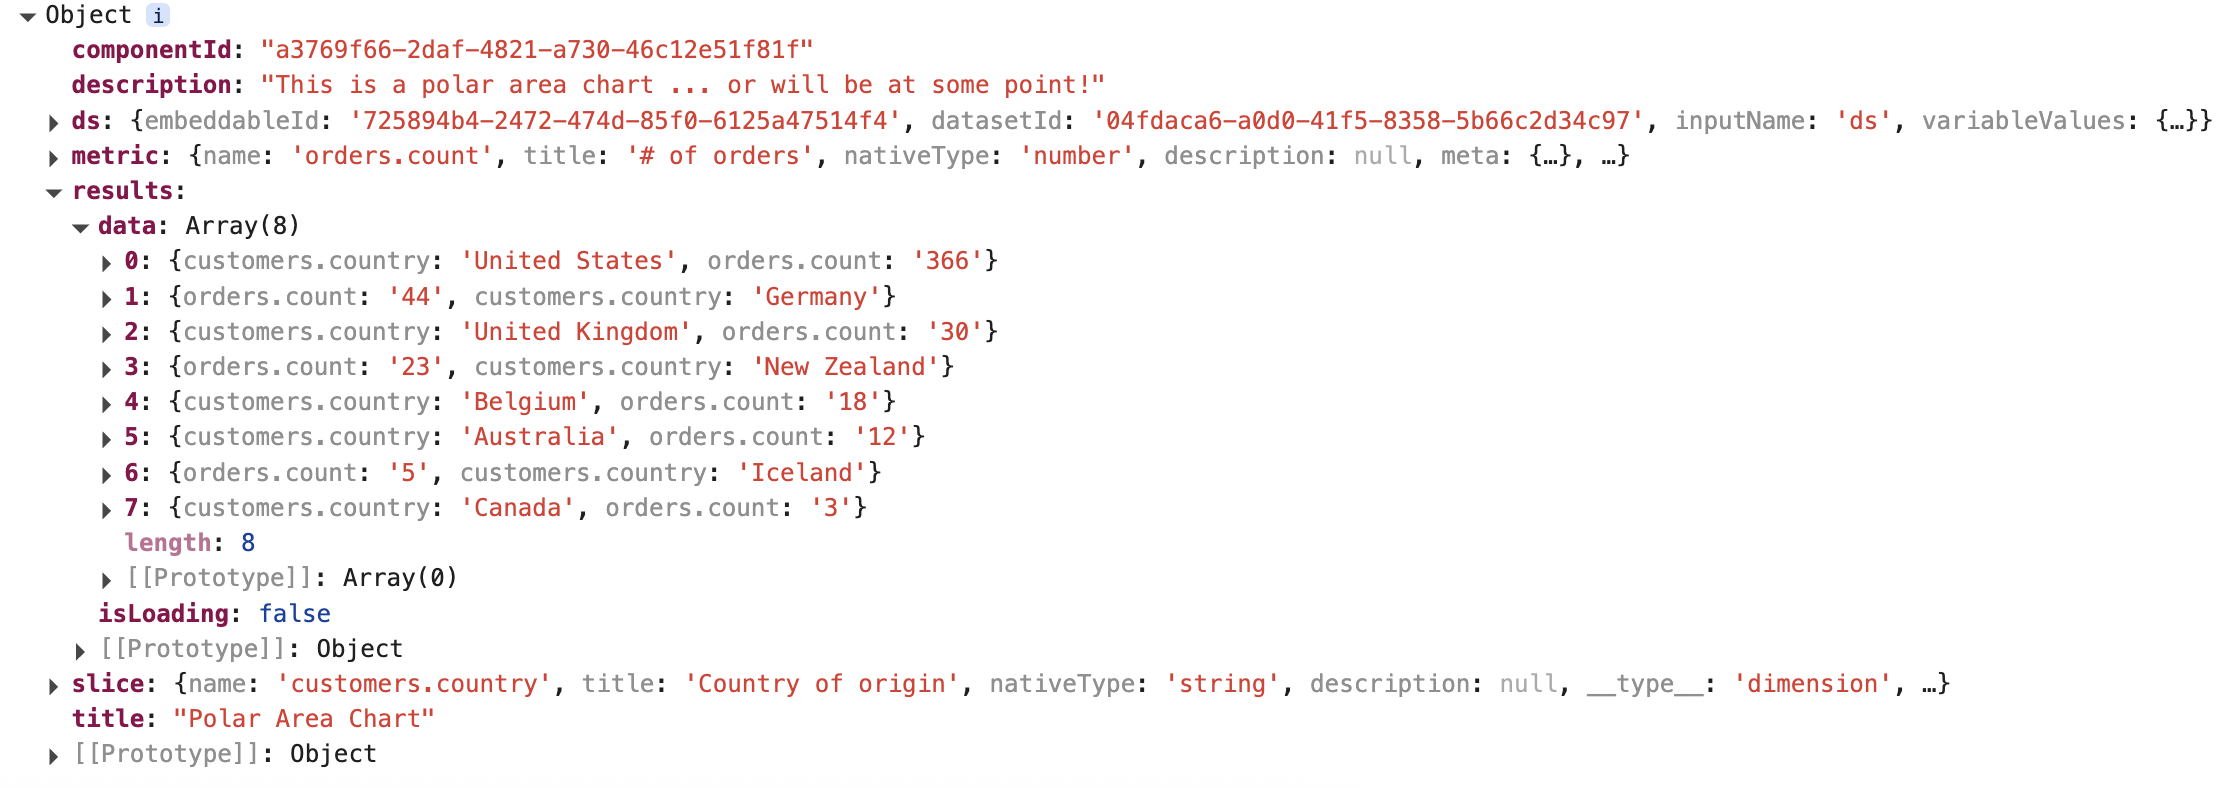 Object i
componentId: "a3769f66-2daf-4821-a730-46c12e51f81f"
description: "This is a polar area chart ... or will be at some point!"
ds: {embeddableId: '725894b4-2472-474d-85f0-6125a47514f4', datasetId: '04fdaca6-a0d0-41f5-8358-5b66c2d34c97', inputName: 'ds', variableValues: {…}}
metric: {name: 'orders.count', title: '# of orders', nativeType: 'number', description: null, meta: {…}, …}
results:
data: Array(8)
0: {customers.country: 'United States', orders.count: '366'}
1: {orders.count: '44', customers.country: 'Germany'}
2: {customers.country: 'United Kingdom', orders.count: '30'}
3: {orders.count: '23', customers.country: 'New Zealand'}
4: {customers.country: 'Belgium', orders.count: '18'}
5: {customers.country: 'Australia', orders.count: '12'}
6: {orders.count: '5', customers.country: 'Iceland'}
7: {customers.country: 'Canada', orders.count: '3'}
length: 8
[[Prototype]]: Array(0)
isLoading: false
[[Prototype]]: Object
slice: {name: 'customers.country', title: 'Country of origin', nativeType: 'string', description: null, __type__: 'dimension', …}
title: "Polar Area Chart"
[[Prototype]]: Object